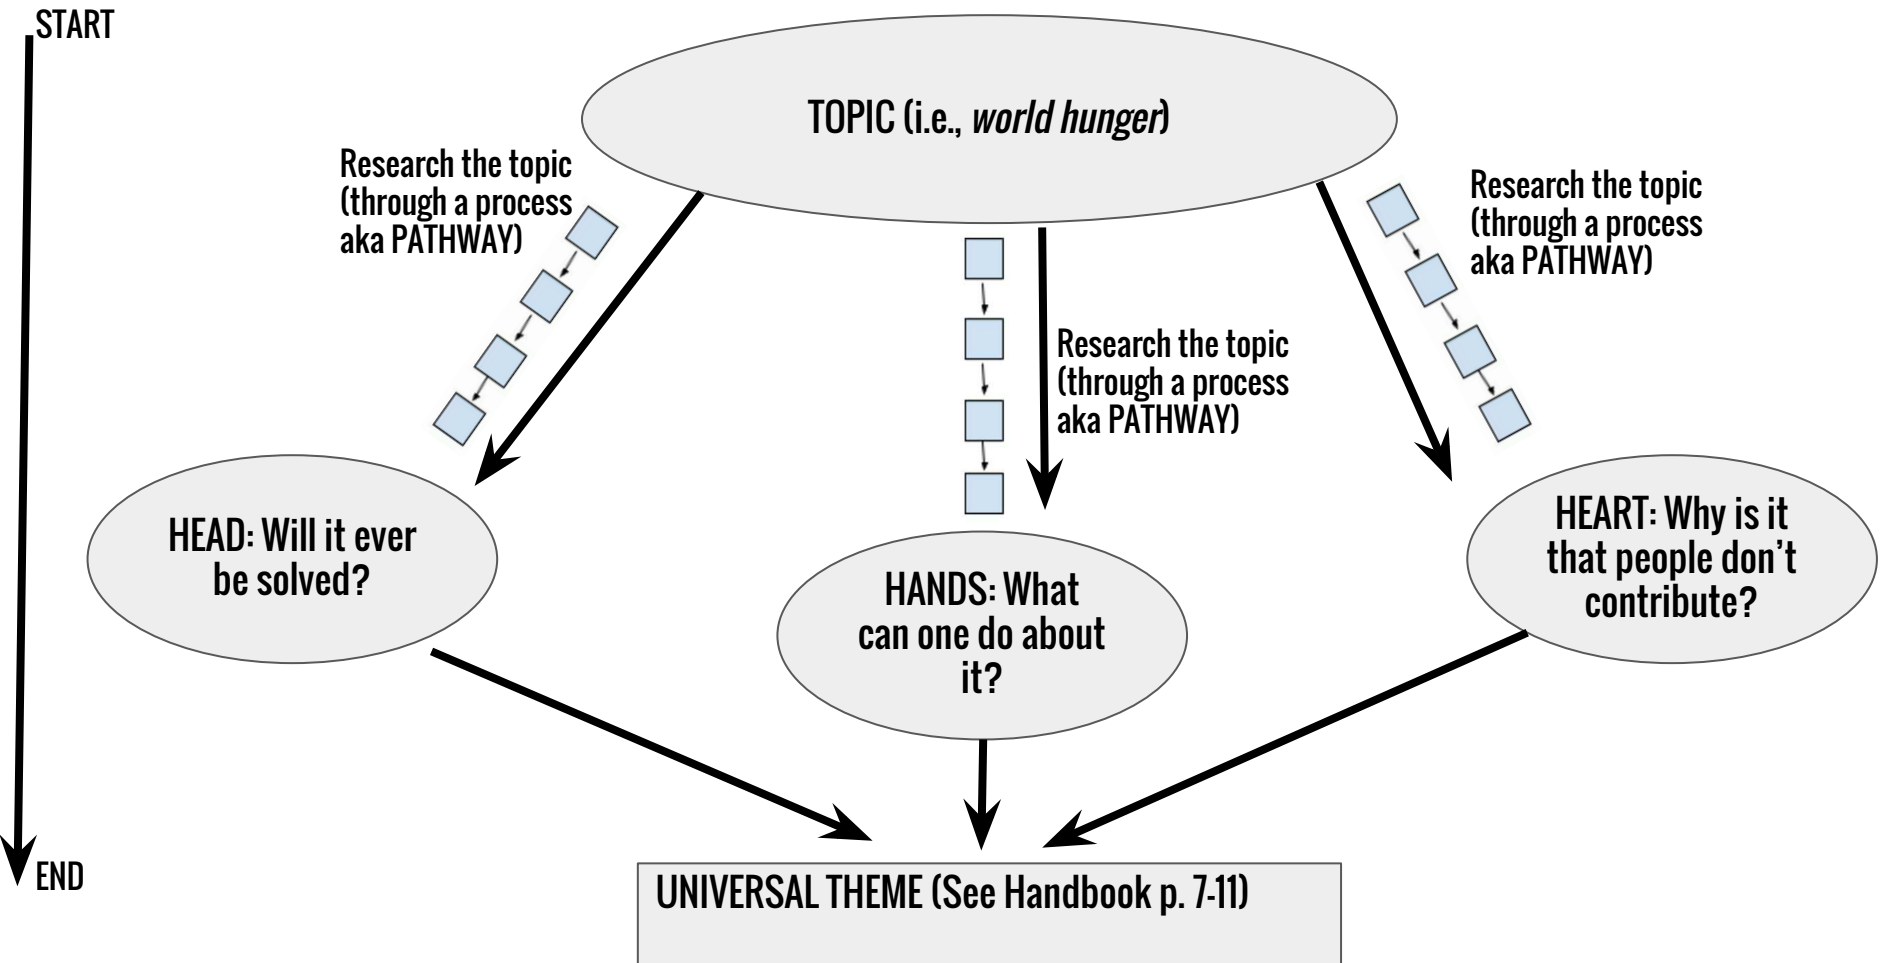 START
TOPIC (i.e., world hunger)
Research the topic
(through a process
aka PATHWAY)
Research the topic
(through a process
aka PATHWAY)
Research the topic
(through a process
aka PATHWAY)
HEAD: Will it ever
be solved?
HANDS: What
can one do about
it?
HEART: Why is it
that people don’t
contribute?
END
UNIVERSAL THEME (See Handbook p. 7-11)